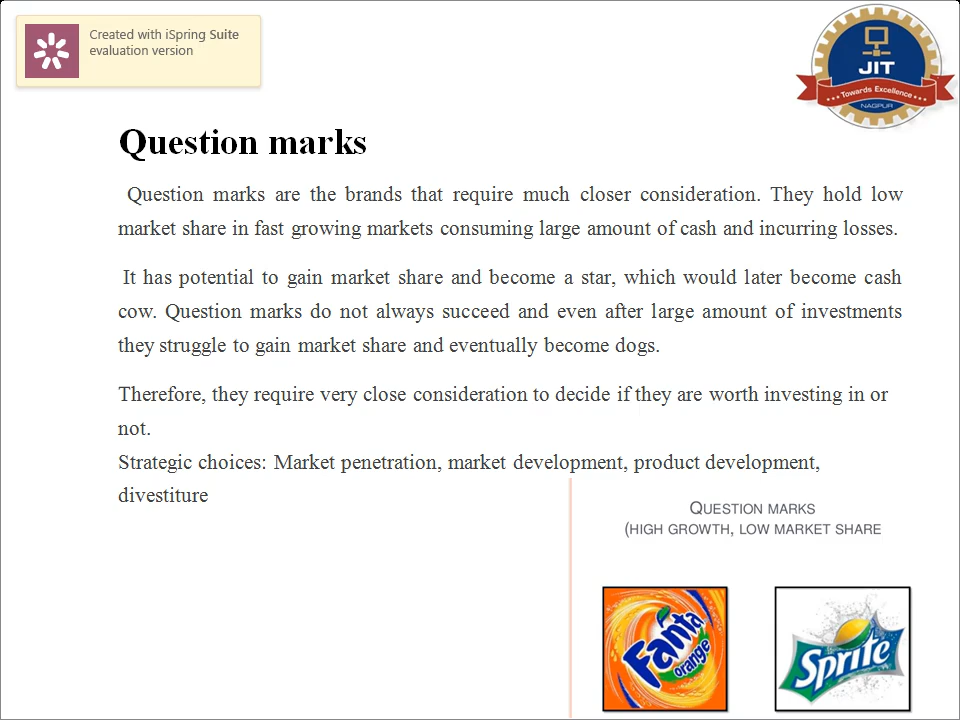 Created with iSpring Suite
evaluation version
JIT
Towards Excellence
NAGPUR
Question marks
Question marks are the brands that require much closer consideration. They hold low
market share in fast growing markets consuming large amount of cash and incurring losses.
It has potential to gain market share and become a star, which would later become cash
cow. Question marks do not always succeed and even after large amount of investments
they struggle to gain market share and eventually become dogs.
Therefore, they require very close consideration to decide if they are worth investing in or
not.
Strategic choices: Market penetration, market development, product development,
divestiture
QUESTION MARKS
(HIGH GROWTH, LOW MARKET SHARE
Fanta
orange
Sprite